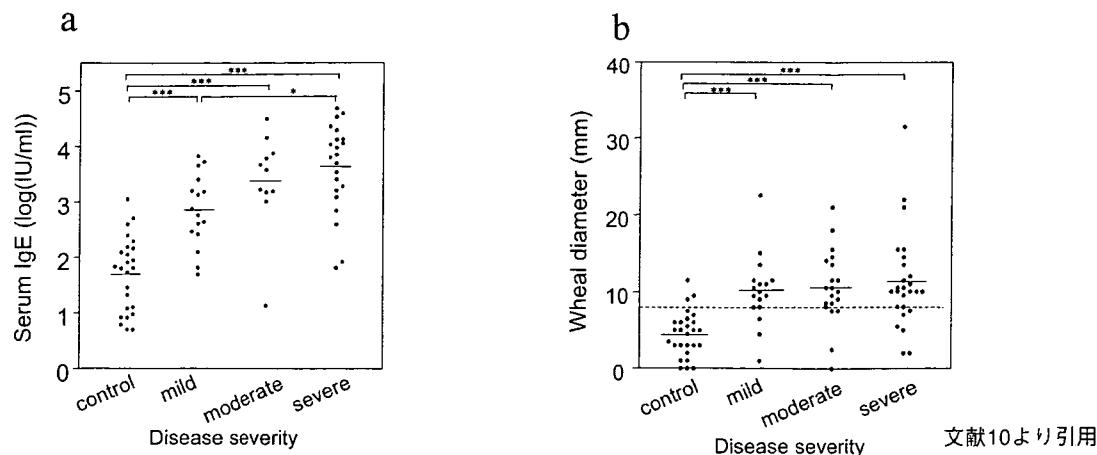 a
Serum IgE (log(IU/ml))
5
4
3
2
1
0
***
***
***
*
control
mild
moderate
severe
Disease severity
b
Wheal diameter (mm)
40
30
20
10
0
***
***
***
control
mild
moderate
severe
Disease severity
文献10より引用